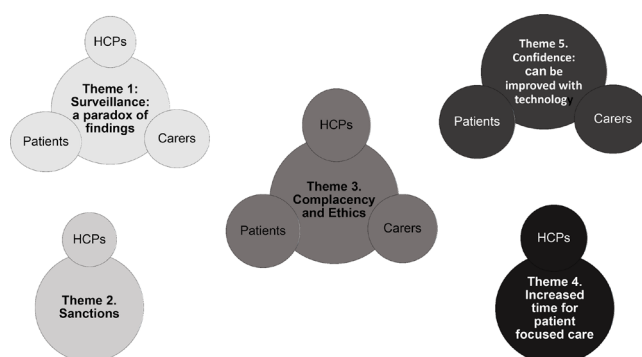 HCPs
Theme 1:
Surveillance:
a paradox of
findings
Patients
Carers
Theme 2.
Sanctions
HCPs
HCPs
Theme 3.
Complacency
and Ethics
Patients
Carers
Theme 5.
Confidence:
can be
improved with
technology
Patients
Carers
HCPs
Theme 4.
Increased
time for
patient
focused care